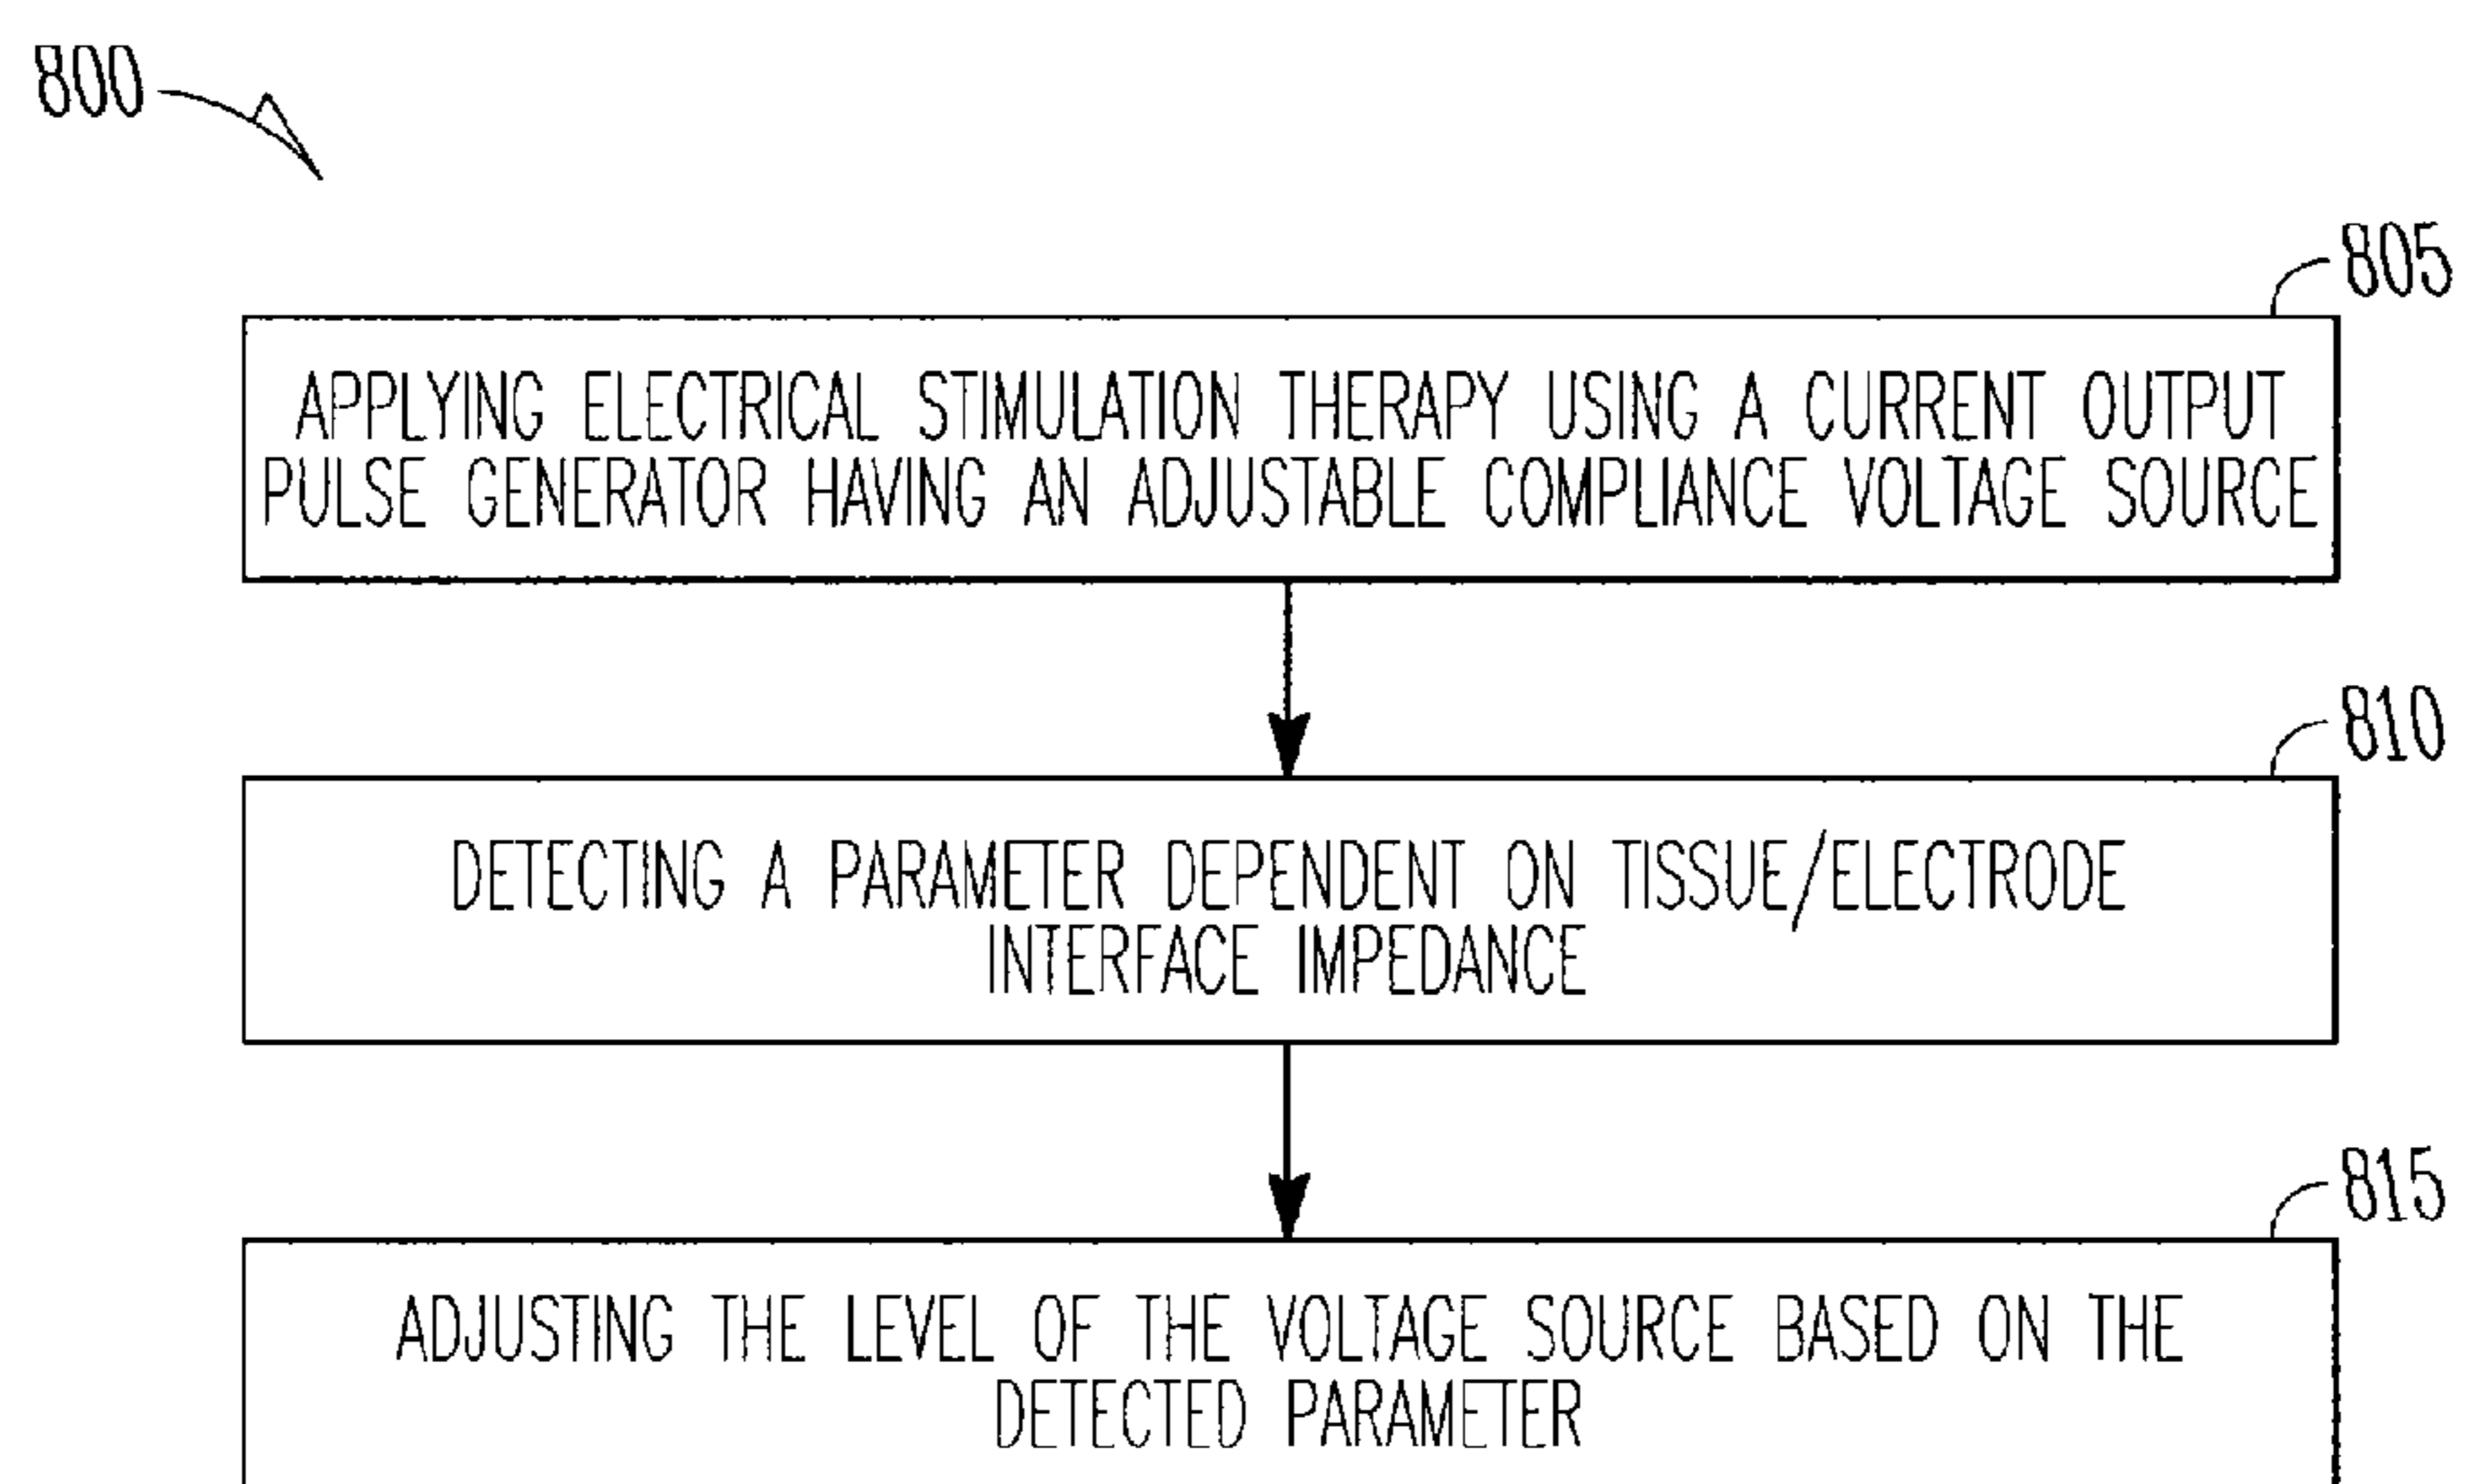 800
805
APPLYING ELECTRICAL STIMULATION THERAPY USING A CURRENT OUTPUT
PULSE GENERATOR HAVING AN ADJUSTABLE COMPLIANCE VOLTAGE SOURCE
810
DETECTING A PARAMETER DEPENDENT ON TISSUE/ELECTRODE
INTERFACE IMPEDANCE
815
ADJUSTING THE LEVEL OF THE VOLTAGE SOURCE BASED ON THE
DETECTED PARAMETER